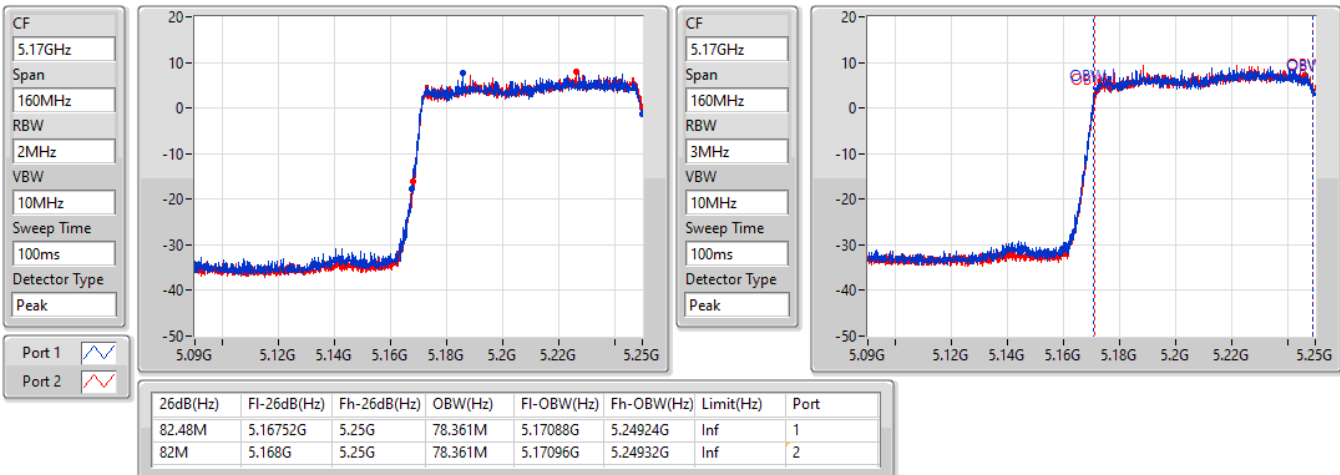 CF
5.17GHz
Span
160MHz
RBW
2MHz
VBW
10MHz
Sweep Time
100ms
Detector Type
Peak
Port 1
Port 2
20
10
0
-10
-20
-30
-40
-50
5.09G 5.12G 5.14G 5.16G 5.18G 5.2G 5.22G 5.25G
CF
5.17GHz
Span
160MHz
RBW
3MHz
VBW
10MHz
Sweep Time
100ms
Detector Type
Peak
20
10
0
-10
-20
-30
-40
-50
OBW
OBW
5.09G 5.12G 5.14G 5.16G 5.18G 5.2G 5.22G 5.25G
26dB(Hz) Fl-26dB(Hz) Fh-26dB(Hz) OBW(Hz) Fl-OBW(Hz) Fh-OBW(Hz) Limit(Hz) Port
82.48M 5.16752G 5.25G 78.361M 5.17088G 5.24924G Inf 1
82M 5.168G 5.25G 78.361M 5.17096G 5.24932G Inf 2